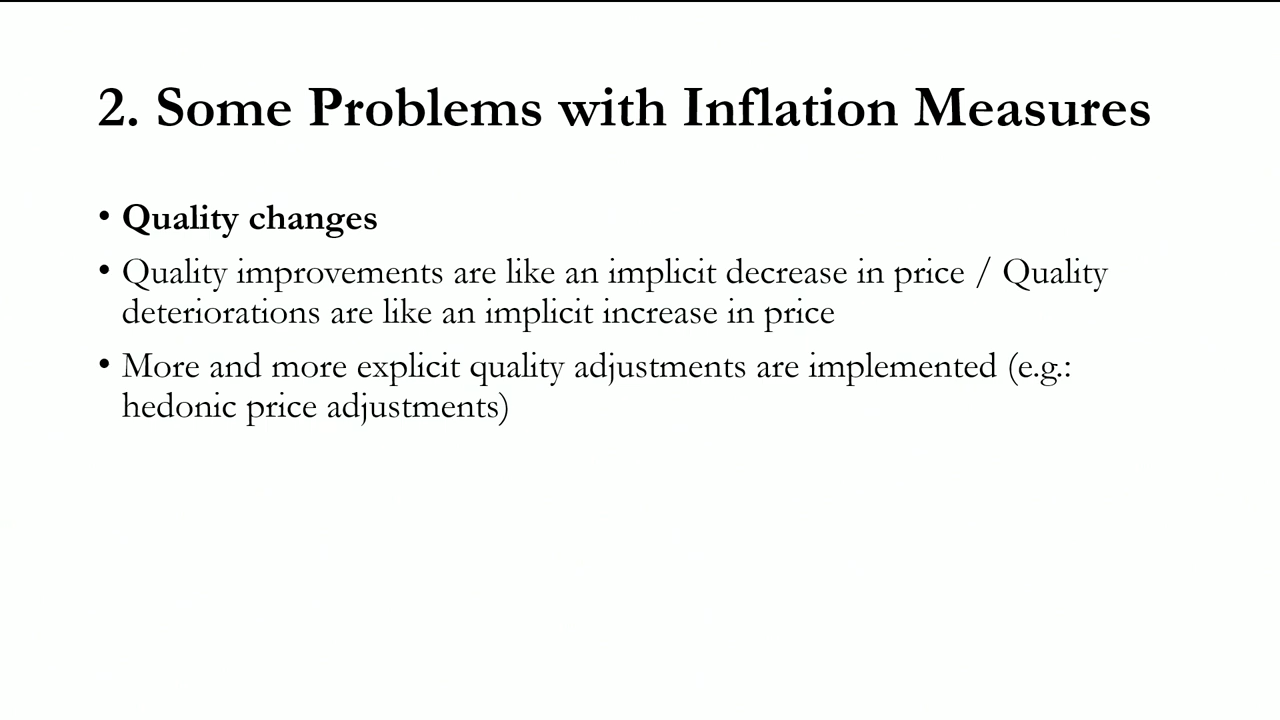 2. Some Problems with Inflation Measures
• Quality changes
• Quality improvements are like an implicit decrease in price / Quality
deteriorations are like an implicit increase in price
• More and more explicit quality adjustments are implemented (e.g.:
hedonic price adjustments)